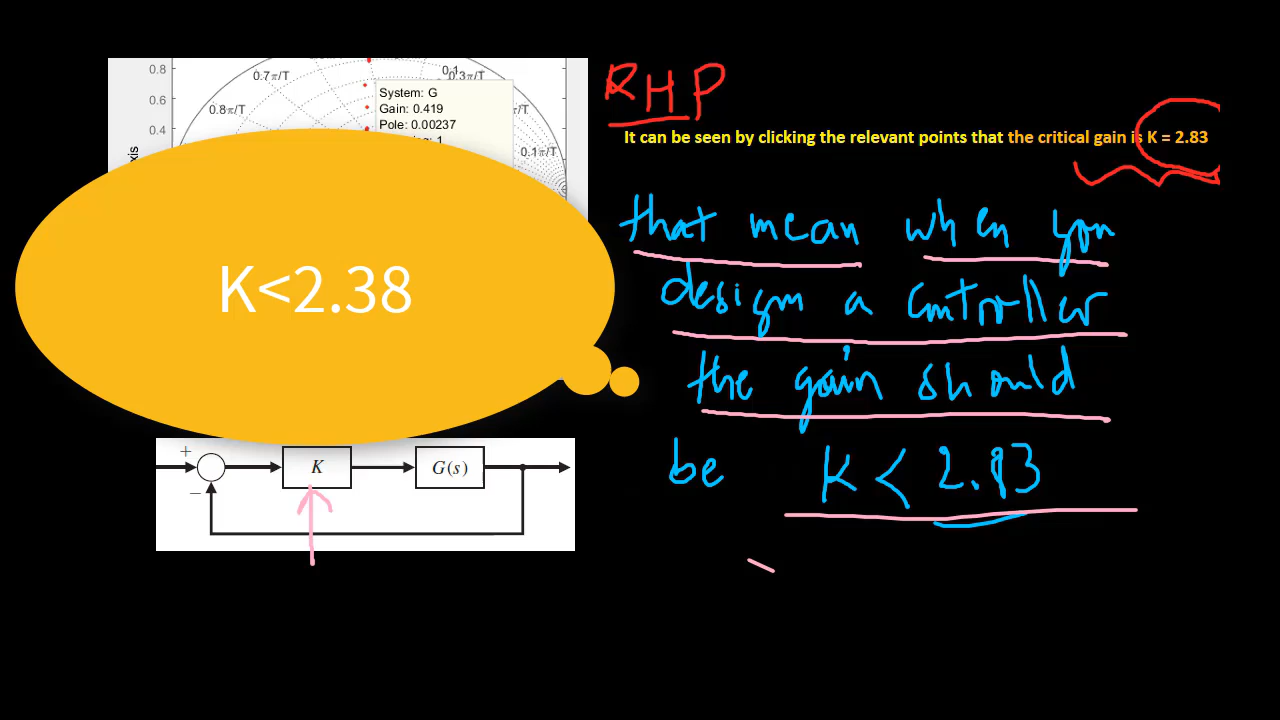 0.8
0.6
0.4
0.7π/T
0.8π/T
0.1
0.3π/T
π/T
0.1π/T
System: G
Gain: 0.419
Pole: 0.00237
K<2.38
+
−
K
G(s)
RHP
It can be seen by clicking the relevant points that the critical gain is K = 2.83
that mean when you
design a controller
the gain should
be K < 2.83